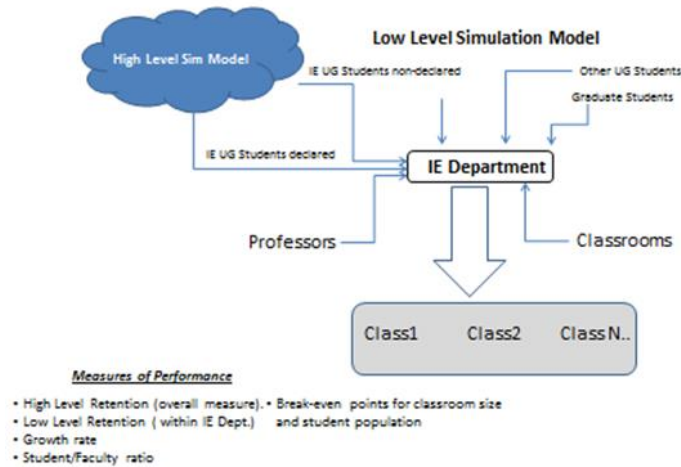 Low Level Simulation Model
High Level Sim Model
IE UG Students non-declared
Other UG Students
Graduate Students
IE UG Students declared
IE Department
Professors
Classrooms
Class1 Class2 Class N..
Measures of Performance
• High Level Retention (overall measure). • Break-even points for classroom size
• Low Level Retention ( within IE Dept.) and student population
• Growth rate
• Student/Faculty ratio